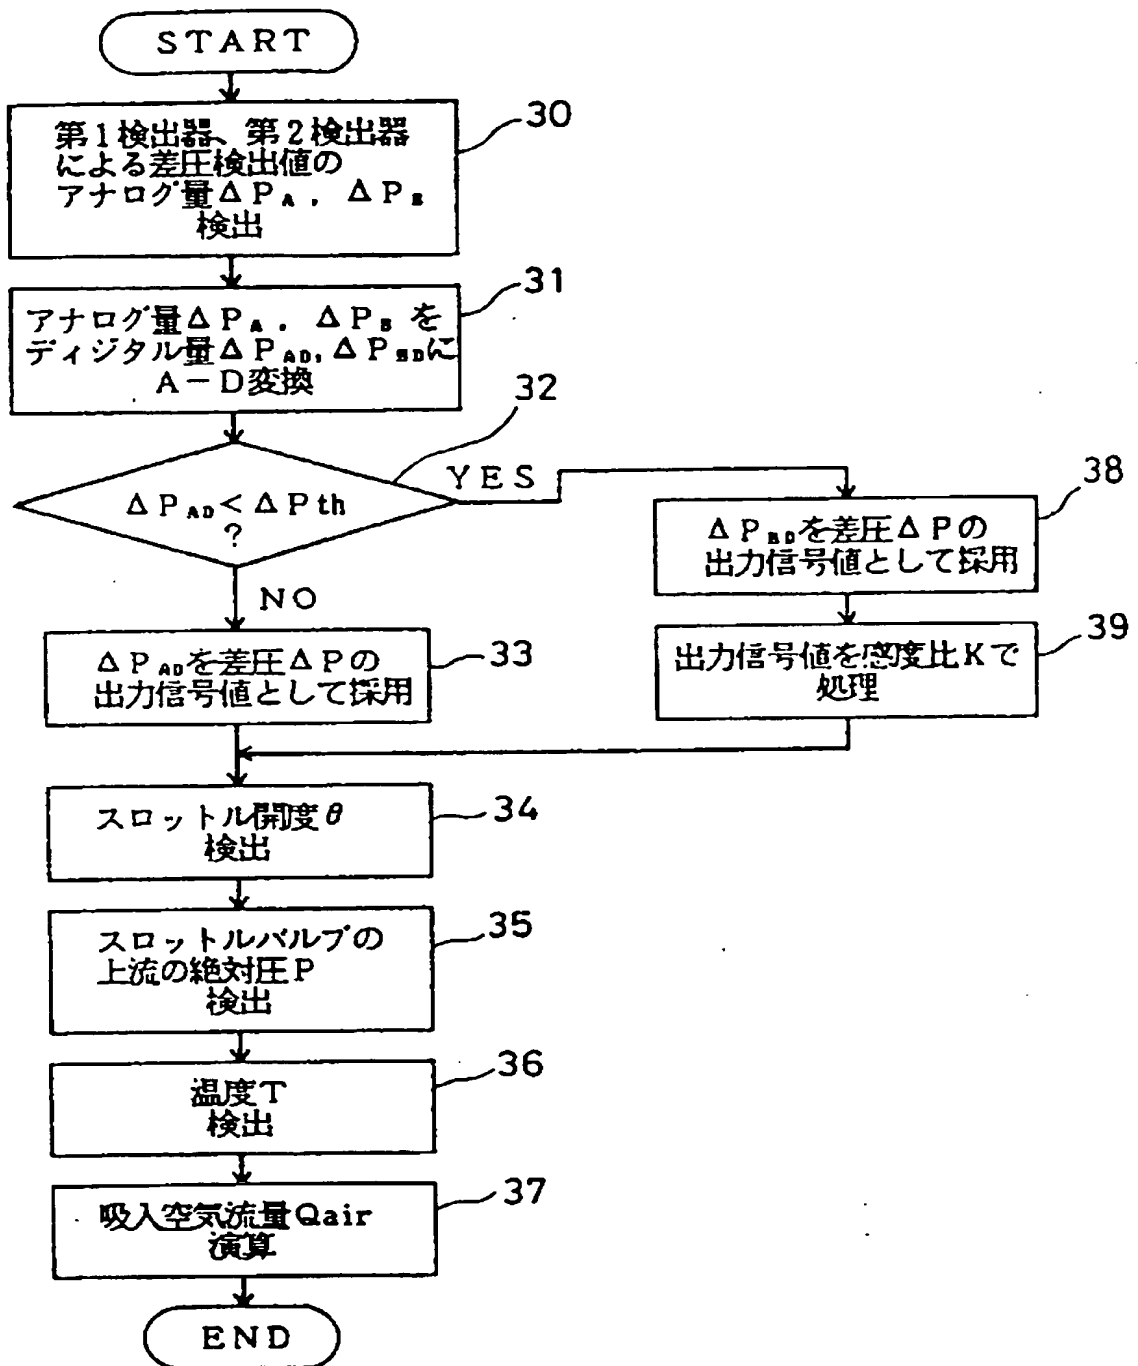 START
30
第1検出器、第2検出器
による差圧検出値の
アナログ量ΔPA, ΔPB
検出
31
アナログ量ΔPA, ΔPBを
ディジタル量ΔPAD,ΔPBDに
A-D変換
32
ΔPAD<ΔPth
?
YES
NO
38
ΔPBDを差圧ΔPの
出力信号値として採用
39
出力信号値を感度比Kで
処理
33
ΔPADを差圧ΔPの
出力信号値として採用
34
スロットル開度θ
検出
35
スロットルバルブの
上流の絶対圧P
検出
36
温度T
検出
37
吸入空気流量Qair
演算
END